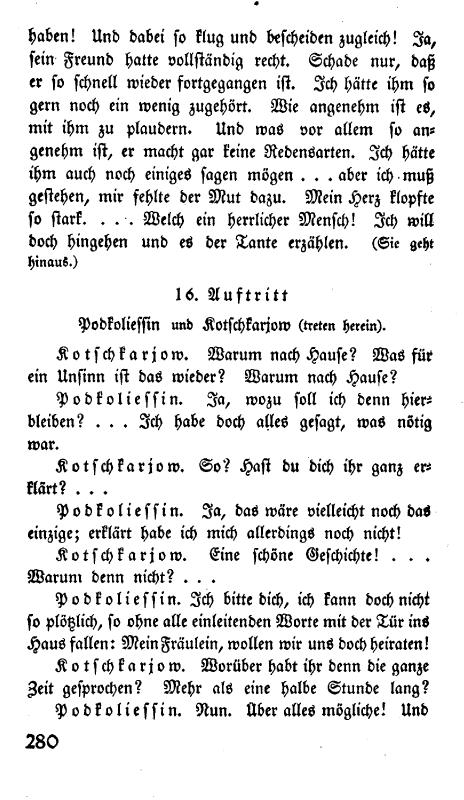 haben! Und dabei so klug und bescheiden zugleich! Ja,
sein Freund hatte vollständig recht. Schade nur, daß
er so schnell wieder fortgegangen ist. Ich hätte ihm so
gern noch ein wenig zugehört. Wie angenehm ist es,
mit ihm zu plaudern. Und was vor allem so an-
genehm ist, er macht gar keine Redensarten. Ich hätte
ihm auch noch einiges sagen mögen ... aber ich muß
gestehen, mir fehlte der Mut dazu. Mein Herz klopfte
so stark. ... Welch ein herrlicher Mensch! Ich will
doch hingehen und es der Tante erzählen. (Sie geht
hinaus.)
16. Auftritt
Podkoliessin und Kotschkarjow (treten herein).
Kotschkarjow. Warum nach Hause? Was für
ein Unsinn ist das wieder? Warum nach Hause?
Podkoliessin. Ja, wozu soll ich denn hier-
bleiben? ... Ich habe doch alles gesagt, was nötig
war.
Kotschkarjow. So? Hast du dich ihr ganz er-
klärt? ...
Podkoliessin. Ja, das wäre vielleicht noch das
einzige; erklärt habe ich mich allerdings noch nicht!
Kotschkarjow. Eine schöne Geschichte! ...
Warum denn nicht? ...
Podkoliessin. Ich bitte dich, ich kann doch nicht
so plötzlich, so ohne alle einleitenden Worte mit der Tür ins
Haus fallen: Mein Fräulein, wollen wir uns doch heiraten!
Kotschkarjow. Worüber habt ihr denn die ganze
Zeit gesprochen? Mehr als eine halbe Stunde lang?
Podkoliessin. Nun. Über alles mögliche! Und
280